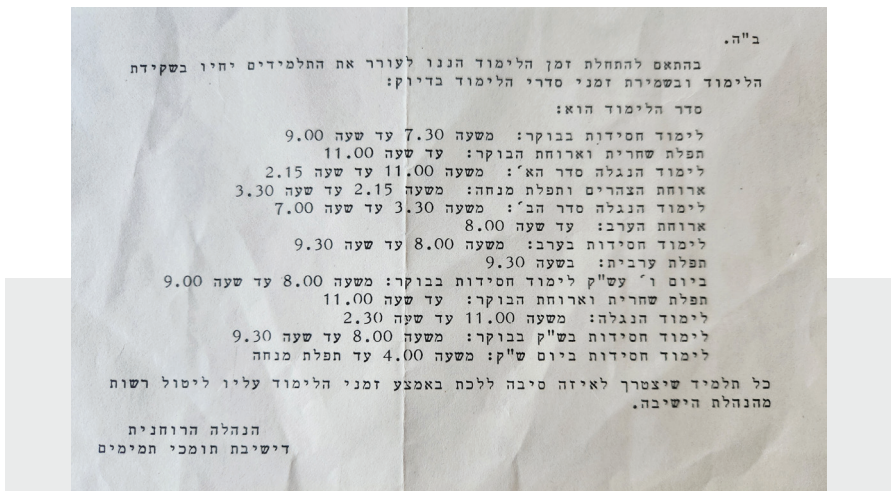 ב"ה.
בהתאם להתחלת זמן הלימוד הננו לעורר את התלמידים יחיו בשקידת
הלימוד ובשמירת זמני סדרי הלימוד בדיוק:
סדר הלימוד הוא:
לימוד חסידות בבוקר: משעה 7.30 עד שעה 9.00
תפלת שחרית וארוחת הבוקר: עד שעה 11.00
לימוד הנגלה סדר הא׳: משעה 11.00 עד שעה 2.15
ארוחת הצהרים ותפלת מנחה: משעה 2.15 עד שעה 3.30
לימוד הנגלה סדר הב׳: משעה 3.30 עד שעה 7.00
ארוחת הערב: עד שעה 8.00
לימוד חסידות בערב: משעה 8.00 עד שעה 9.30
תפלת ערבית: בשעה 9.30
ביום ו׳ עש"ק לימוד חסידות בבוקר: משעה 8.00 עד שעה 9.00
תפלת שחרית וארוחת הבוקר: עד שעה 11.00
לימוד הנגלה: משעה 11.00 עד שעה 2.30
לימוד חסידות בש"ק בבוקר: משעה 8.00 עד שעה 9.30
לימוד חסידות ביום ש"ק: משעה 4.00 עד תפלת מנחה
כל תלמיד שיצטרך לאיזה סיבה ללכת באמצע זמני הלימוד עליו ליטול רשות
מהנהלת הישיבה.
הנהלה הרוחנית
דישיבת תומכי תמימים